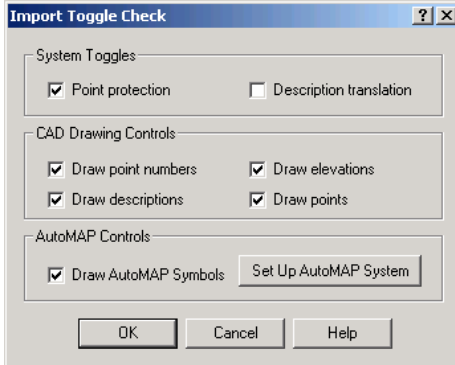 Import Toggle Check
System Toggles
Point protection Description translation
CAD Drawing Controls
Draw point numbers Draw elevations
Draw descriptions Draw points
AutoMAP Controls
Draw AutoMAP Symbols Set Up AutoMAP System
OK Cancel Help